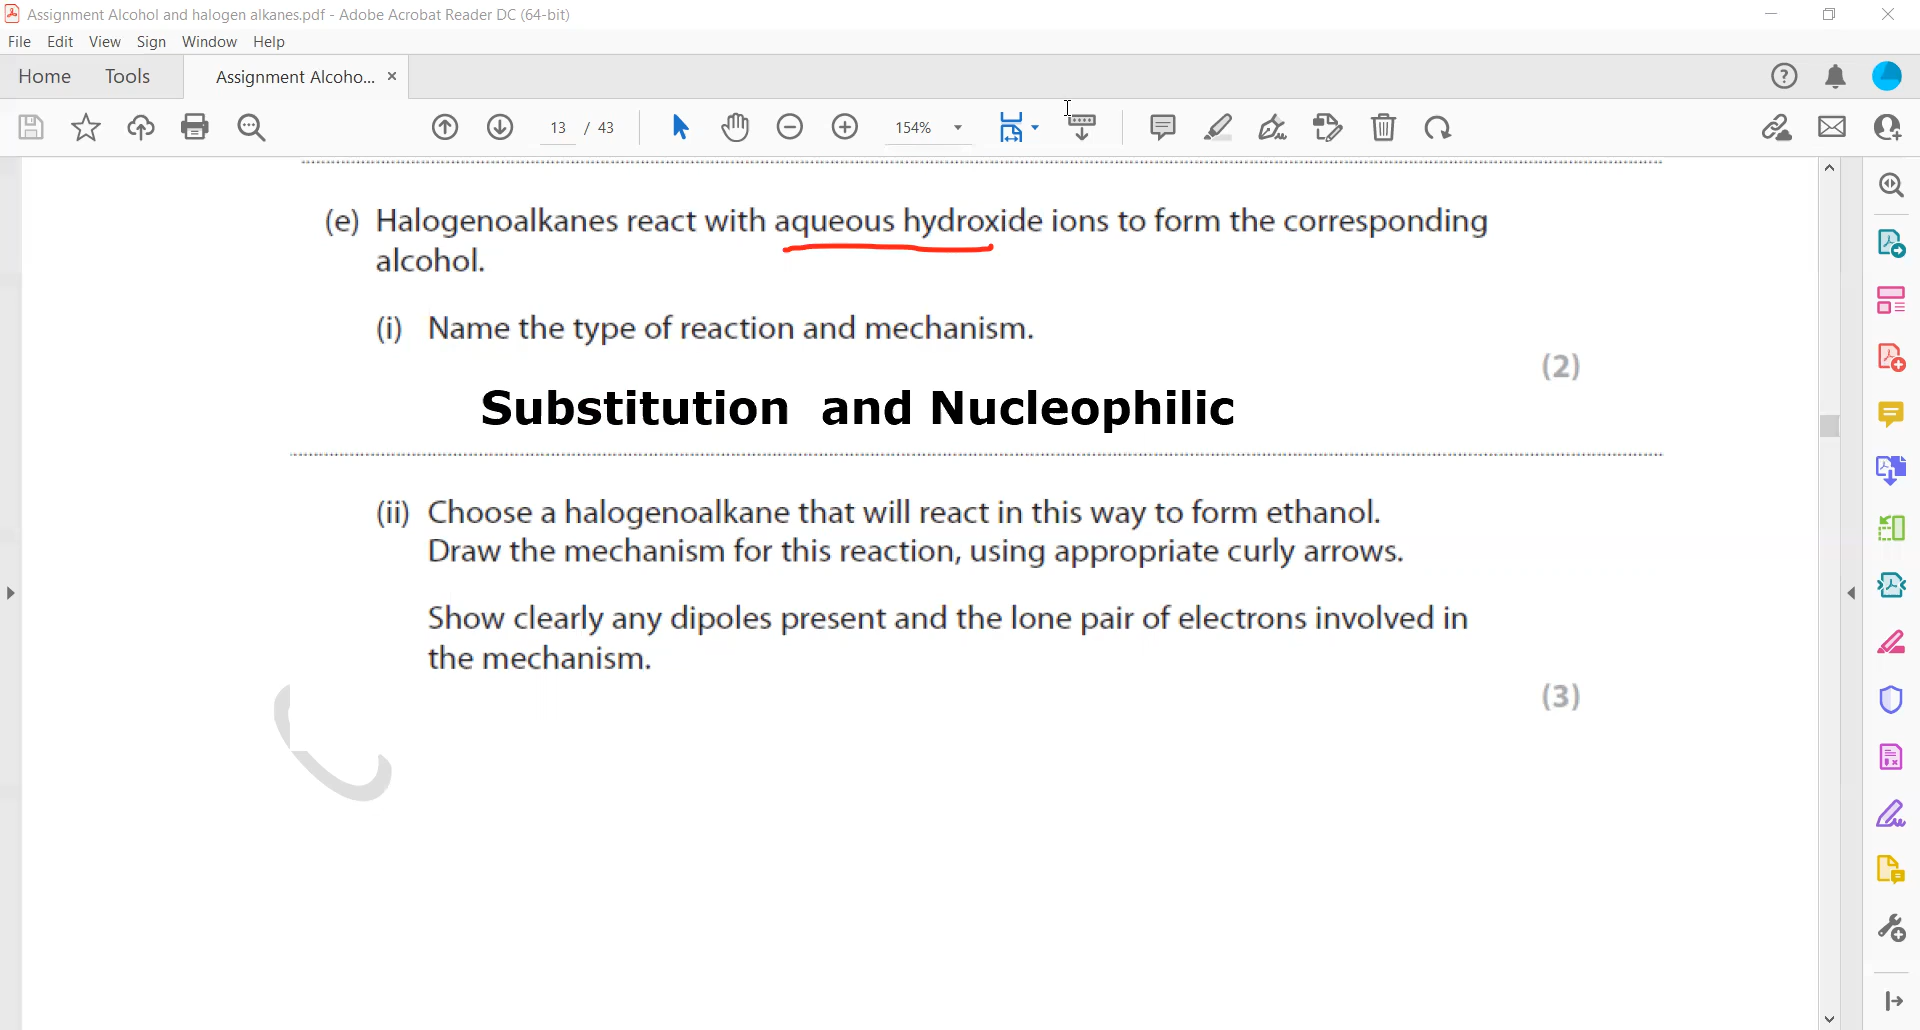 Assignment Alcohol and halogen alkanes.pdf - Adobe Acrobat Reader DC (64-bit)
File Edit View Sign Window Help
Home Tools Assignment Alcoho... ×
13 / 43 154%
(e) Halogenoalkanes react with aqueous hydroxide ions to form the corresponding
alcohol.
(i) Name the type of reaction and mechanism.
(2)
Substitution and Nucleophilic
(ii) Choose a halogenoalkane that will react in this way to form ethanol.
Draw the mechanism for this reaction, using appropriate curly arrows.
Show clearly any dipoles present and the lone pair of electrons involved in
the mechanism.
(3)